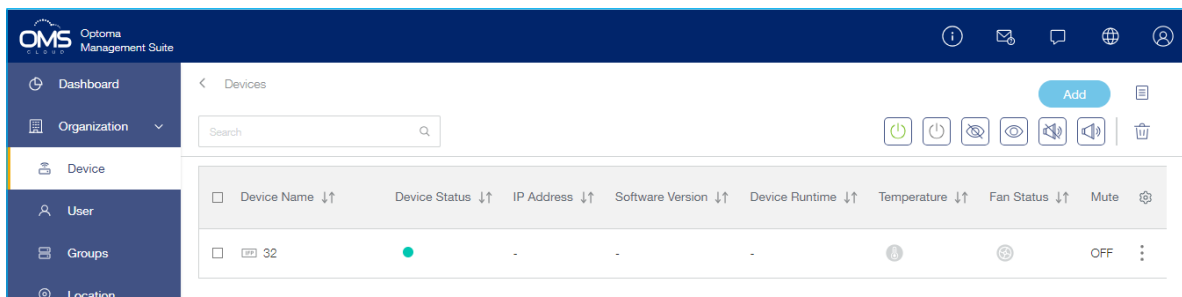 OMS Optoma
CLOUD Management Suite
Dashboard
Organization
Device
User
Groups
Location
Devices
Add
Search
Device Name Device Status IP Address Software Version Device Runtime Temperature Fan Status Mute
IFP 32 - - - OFF